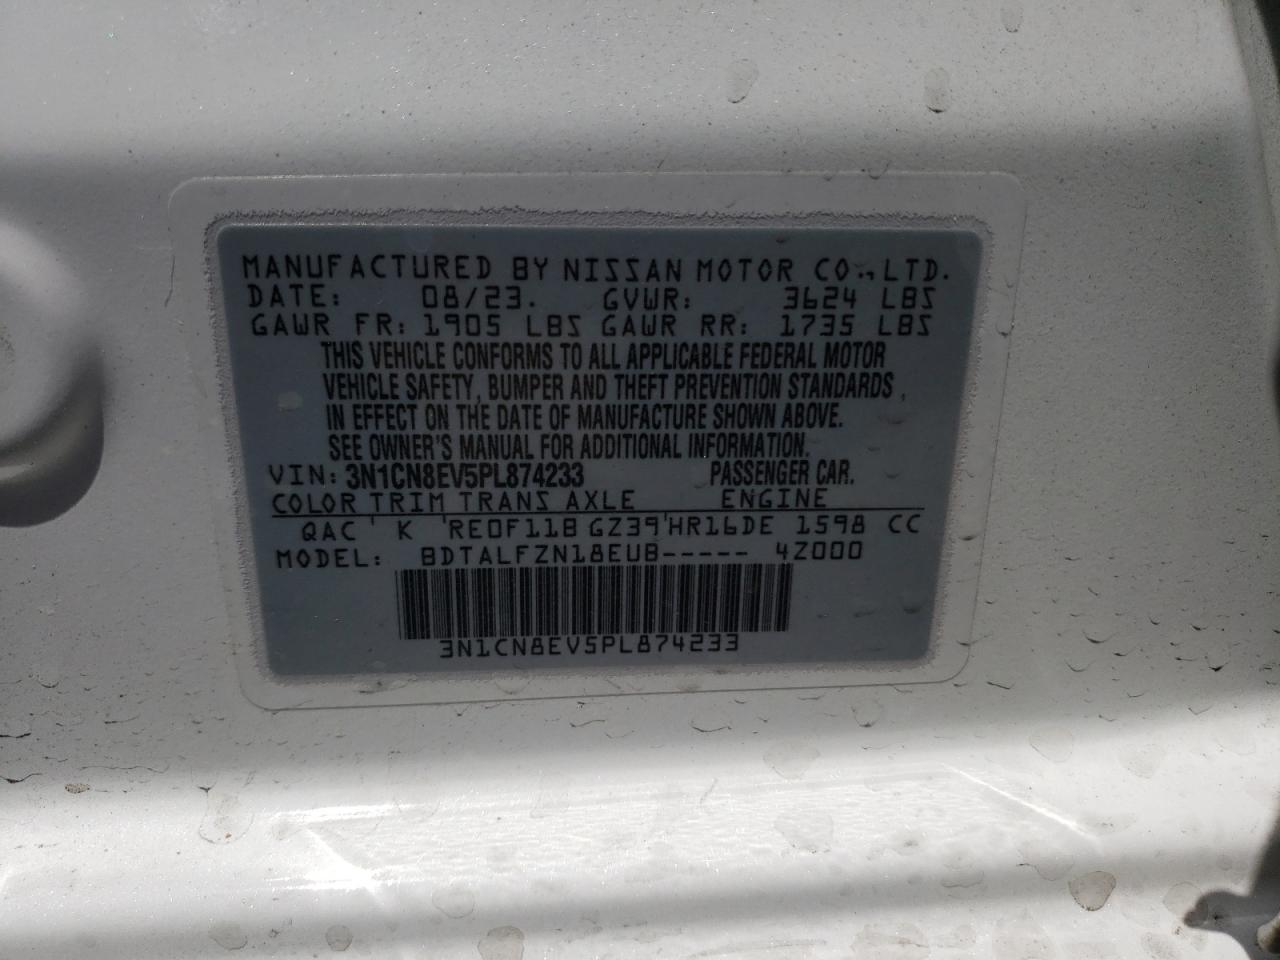 MANUFACTURED BY NISSAN MOTOR CO., LTD.
DATE: 08/23. GVWR: 3624 LBS
GAWR FR: 1905 LBS GAWR RR: 1735 LBS
THIS VEHICLE CONFORMS TO ALL APPLICABLE FEDERAL MOTOR
VEHICLE SAFETY, BUMPER AND THEFT PREVENTION STANDARDS,
IN EFFECT ON THE DATE OF MANUFACTURE SHOWN ABOVE.
SEE OWNER'S MANUAL FOR ADDITIONAL INFORMATION.
VIN: 3N1CN8EV5PL874233 PASSENGER CAR.
COLOR TRIM TRANS AXLE ENGINE
QAC ' K ' RE0F11B GZ39 ' HR16DE 1598 CC
MODEL: BDTALFZN18EUB----- 4Z000
3N1CN8EV5PL874233